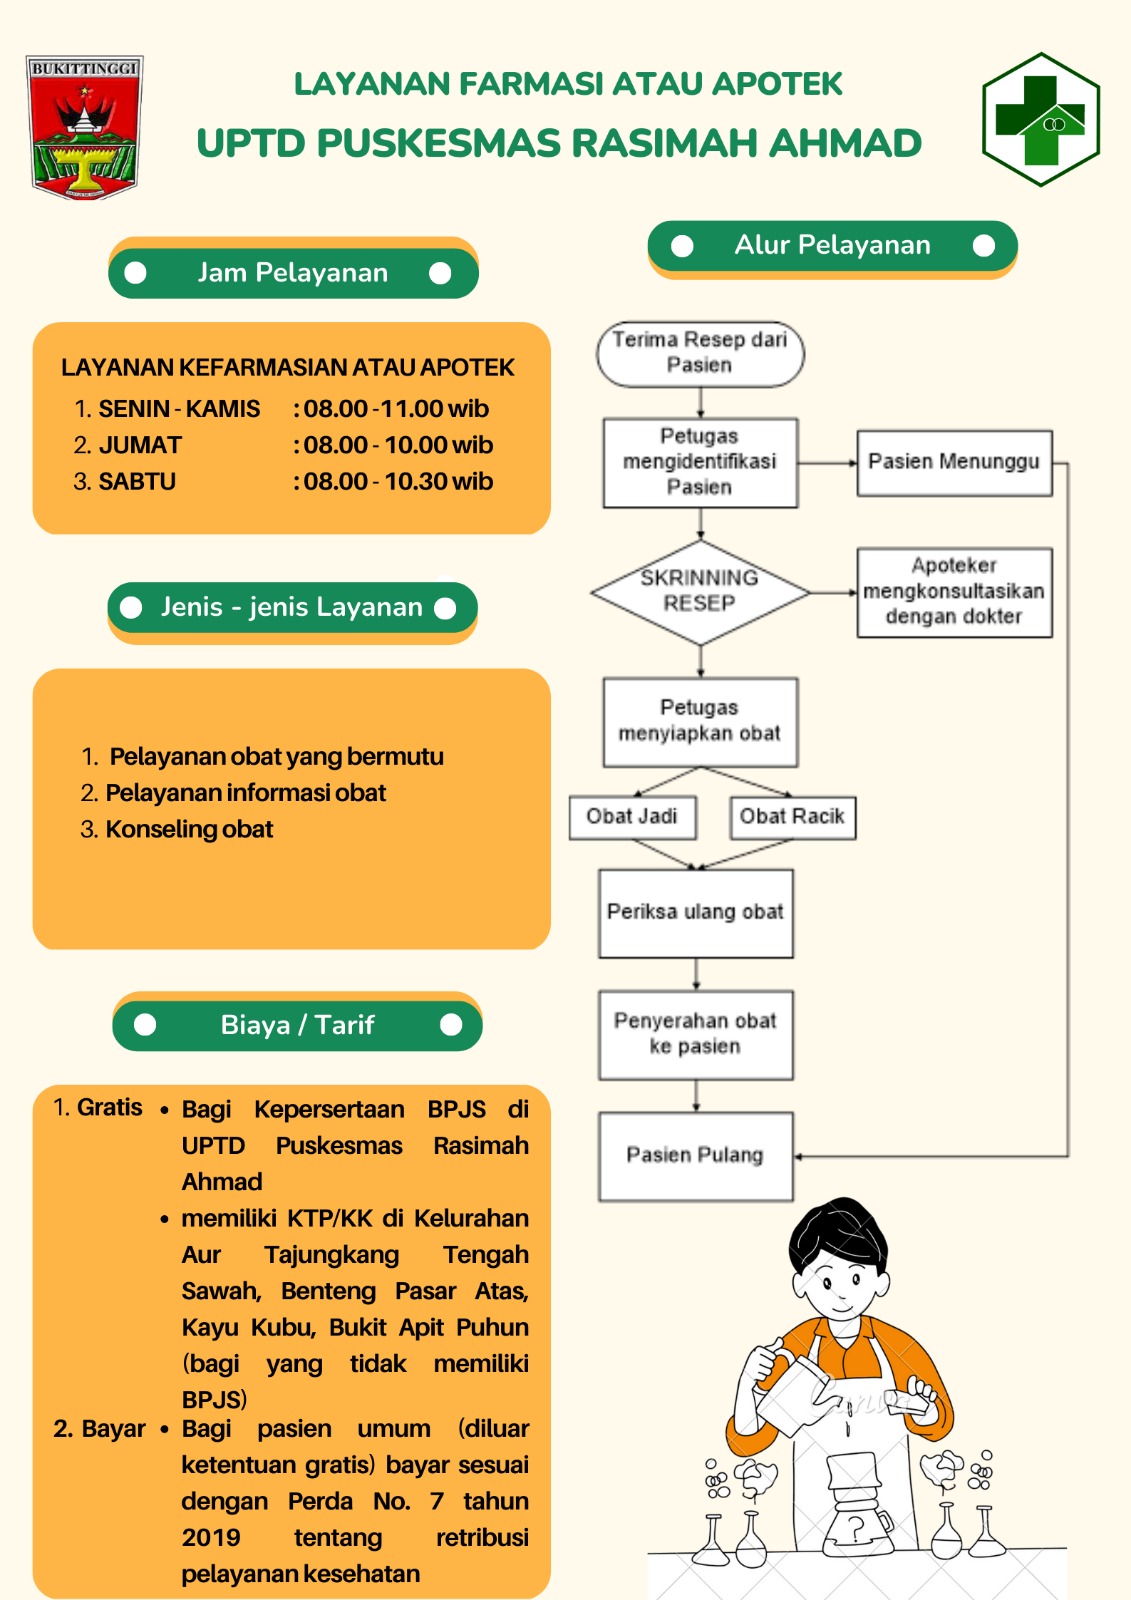 BUKITTINGGI
LAYANAN FARMASI ATAU APOTEK
UPTD PUSKESMAS RASIMAH AHMAD
Jam Pelayanan
LAYANAN KEFARMASIAN ATAU APOTEK
1. SENIN - KAMIS : 08.00 -11.00 wib
2. JUMAT : 08.00 - 10.00 wib
3. SABTU : 08.00 - 10.30 wib
Jenis - jenis Layanan
1. Pelayanan obat yang bermutu
2. Pelayanan informasi obat
3. Konseling obat
Biaya / Tarif
1. Gratis • Bagi Kepersertaan BPJS di
UPTD Puskesmas Rasimah
Ahmad
• memiliki KTP/KK di Kelurahan
Aur Tajungkang Tengah
Sawah, Benteng Pasar Atas,
Kayu Kubu, Bukit Apit Puhun
(bagi yang tidak memiliki
BPJS)
2. Bayar • Bagi pasien umum (diluar
ketentuan gratis) bayar sesuai
dengan Perda No. 7 tahun
2019 tentang retribusi
pelayanan kesehatan
Alur Pelayanan
Terima Resep dari
Pasien
Petugas
mengidentifikasi
Pasien
Pasien Menunggu
SKRINNING
RESEP
Apoteker
mengkonsultasikan
dengan dokter
Petugas
menyiapkan obat
Obat Jadi
Obat Racik
Periksa ulang obat
Penyerahan obat
ke pasien
Pasien Pulang
Canva
?